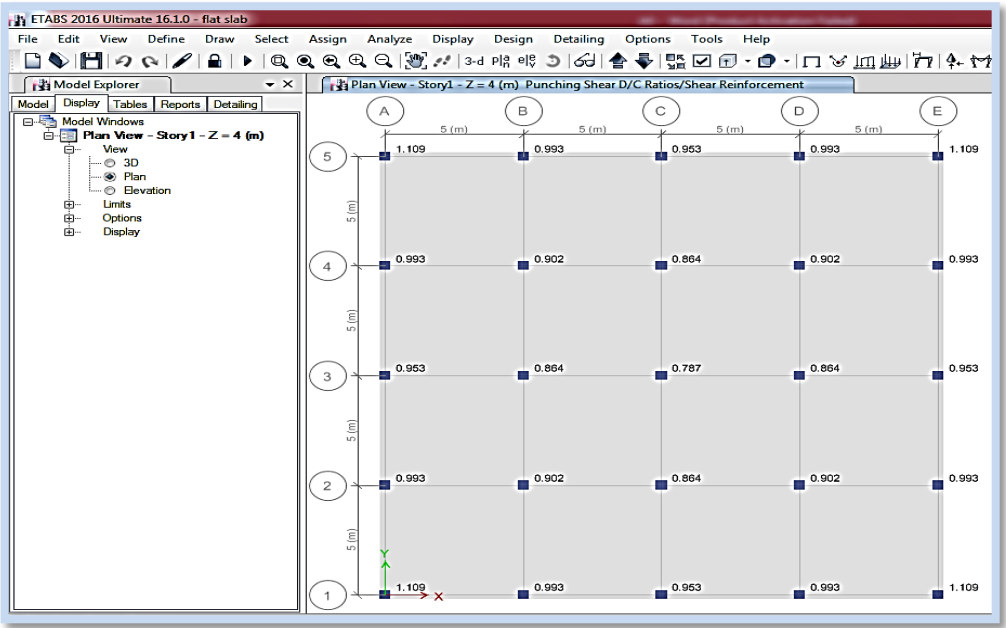 ETABS 2016 Ultimate 16.1.0 - flat slab
File Edit View Define Draw Select Assign Analyze Display Design Detailing Options Tools Help
3-d
Model Explorer
Plan View - Story1 - Z = 4 (m) Punching Shear D/C Ratios/Shear Reinforcement
Model Display Tables Reports Detailing
Model Windows
Plan View - Story1 - Z = 4 (m)
View
3D
Plan
Elevation
Limits
Options
Display
A B C D E
5 (m) 5 (m) 5 (m) 5 (m)
5 1.109 0.993 0.953 0.993 1.109
5 (m)
4 0.993 0.902 0.864 0.902 0.993
5 (m)
3 0.953 0.864 0.787 0.864 0.953
5 (m)
2 0.993 0.902 0.864 0.902 0.993
5 (m)
Y
1 1.109 0.993 0.953 0.993 1.109
X